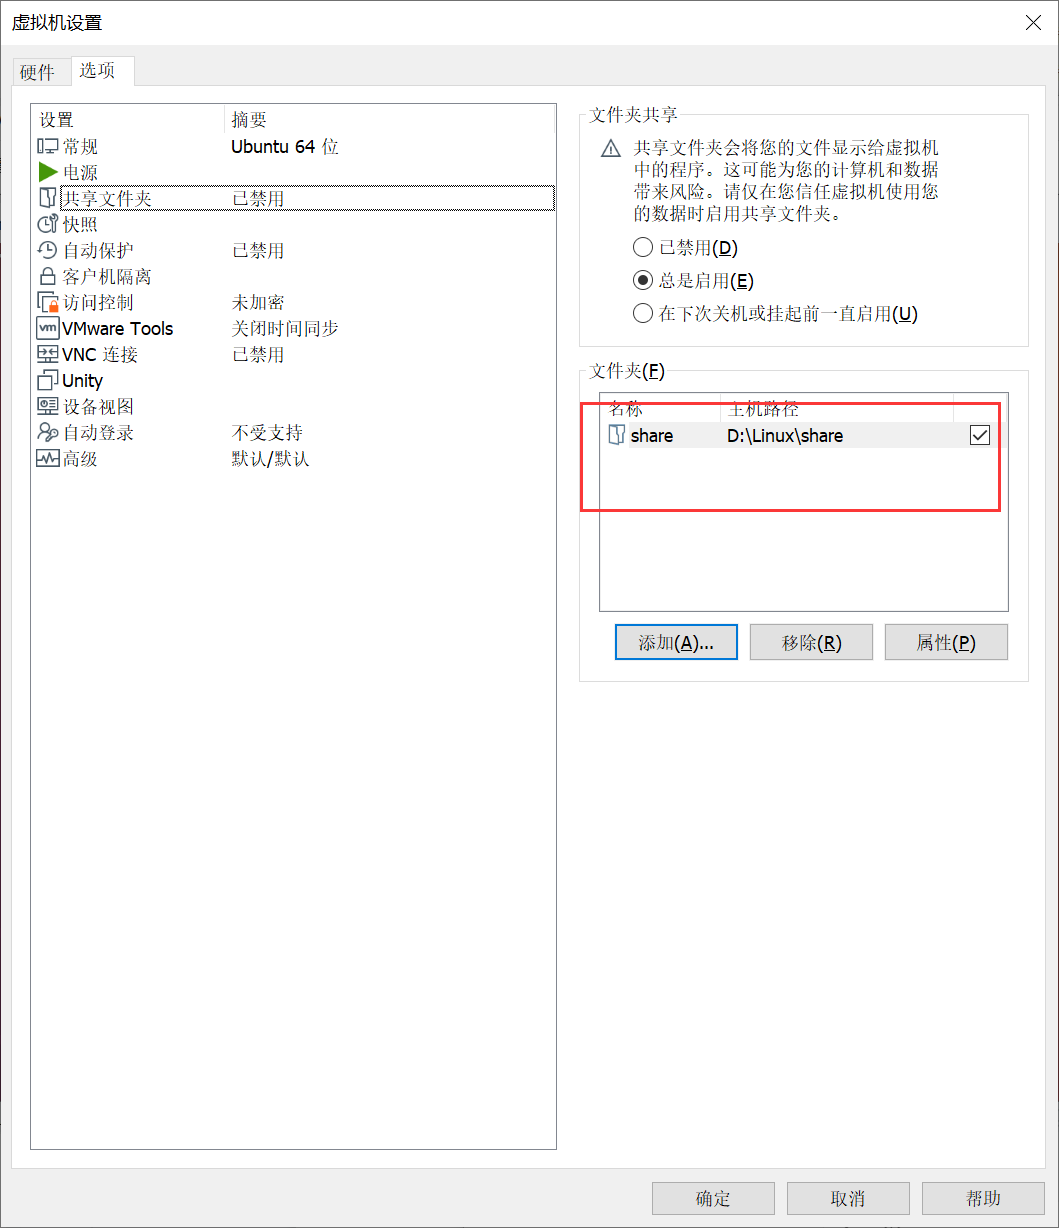 虚拟机设置
硬件 选项
设置 摘要
常规 Ubuntu 64 位
电源
共享文件夹 已禁用
快照
自动保护 已禁用
客户机隔离
访问控制 未加密
vm VMware Tools 关闭时间同步
VNC 连接 已禁用
Unity
设备视图
自动登录 不受支持
高级 默认/默认
文件夹共享
共享文件夹会将您的文件显示给虚拟机
中的程序。这可能为您的计算机和数据
带来风险。请仅在您信任虚拟机使用您
的数据时启用共享文件夹。
已禁用(D)
总是启用(E)
在下次关机或挂起前一直启用(U)
文件夹(F)
名称 主机路径
share D:\Linux\share
添加(A)... 移除(R) 属性(P)
确定 取消 帮助